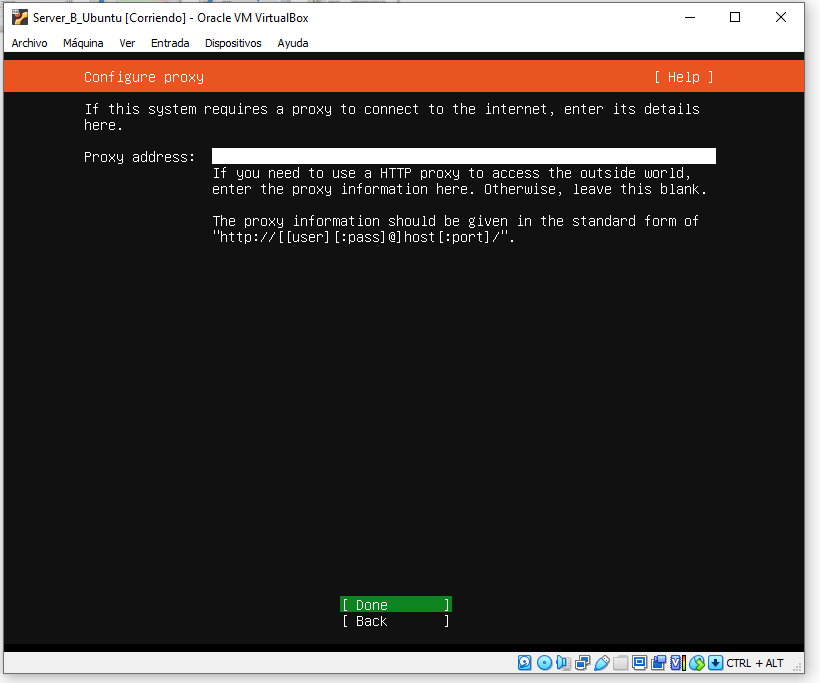 Server_B_Ubuntu [Corriendo] - Oracle VM VirtualBox
Archivo Máquina Ver Entrada Dispositivos Ayuda
Configure proxy [ Help ]
If this system requires a proxy to connect to the internet, enter its details
here.
Proxy address:
If you need to use a HTTP proxy to access the outside world,
enter the proxy information here. Otherwise, leave this blank.
The proxy information should be given in the standard form of
"http://[[user][:pass]@]host[:port]/".
[ Done ]
[ Back ]
CTRL + ALT